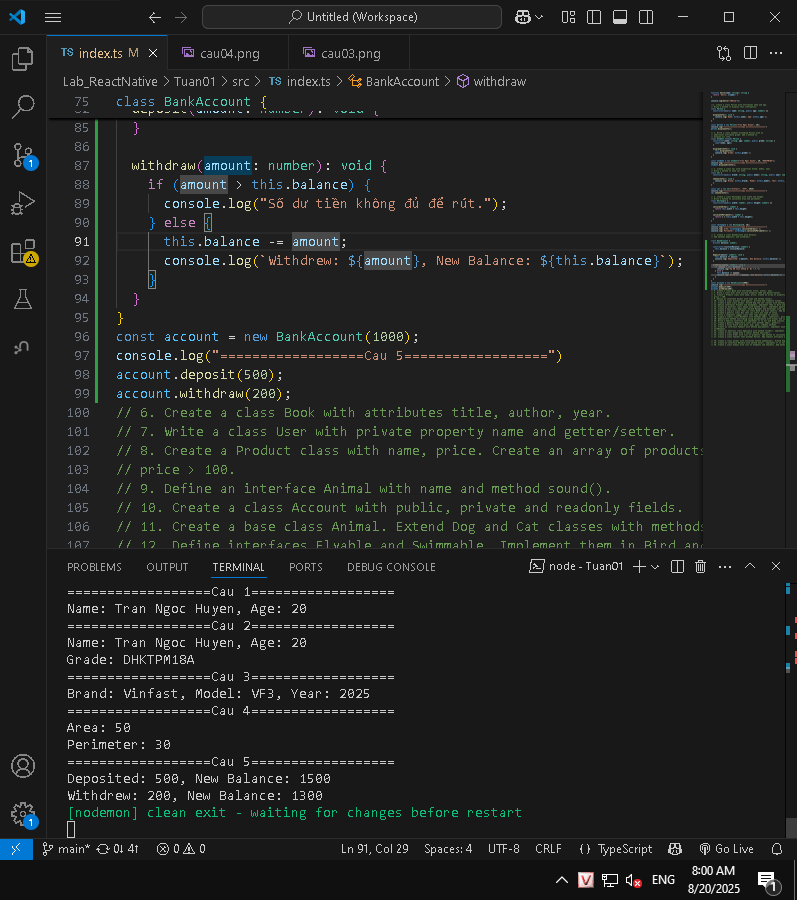 Untitled (Workspace)
TS index.ts M
cau04.png
cau03.png
Lab_ReactNative > Tuan01 > src > TS index.ts > BankAccount > withdraw
75 class BankAccount {
deposit(amount: number): void {
85 }
86
87 withdraw(amount: number): void {
88 if (amount > this.balance) {
89 console.log("Số dư tiền không đủ để rút.");
90 } else {
91 this.balance -= amount;
92 console.log(`Withdrew: ${amount}, New Balance: ${this.balance}`);
93 }
94 }
95 }
96 const account = new BankAccount(1000);
97 console.log("==================Cau 5==================")
98 account.deposit(500);
99 account.withdraw(200);
100 // 6. Create a class Book with attributes title, author, year.
101 // 7. Write a class User with private property name and getter/setter.
102 // 8. Create a Product class with name, price. Create an array of products
103 // price > 100.
104 // 9. Define an interface Animal with name and method sound().
105 // 10. Create a class Account with public, private and readonly fields.
106 // 11. Create a base class Animal. Extend Dog and Cat classes with methods
107 // 12. Define interfaces Flyable and Swimmable. Implement them in Bird and
PROBLEMS OUTPUT TERMINAL PORTS DEBUG CONSOLE
node - Tuan01
==================Cau 1==================
Name: Tran Ngoc Huyen, Age: 20
==================Cau 2==================
Name: Tran Ngoc Huyen, Age: 20
Grade: DHKTPM18A
==================Cau 3==================
Brand: Vinfast, Model: VF3, Year: 2025
==================Cau 4==================
Area: 50
Perimeter: 30
==================Cau 5==================
Deposited: 500, New Balance: 1500
Withdrew: 200, New Balance: 1300
[nodemon] clean exit - waiting for changes before restart
main* 0↓ 4↑ 0 0 Ln 91, Col 29 Spaces: 4 UTF-8 CRLF {} TypeScript Go Live
V ENG 8:00 AM
8/20/2025 1